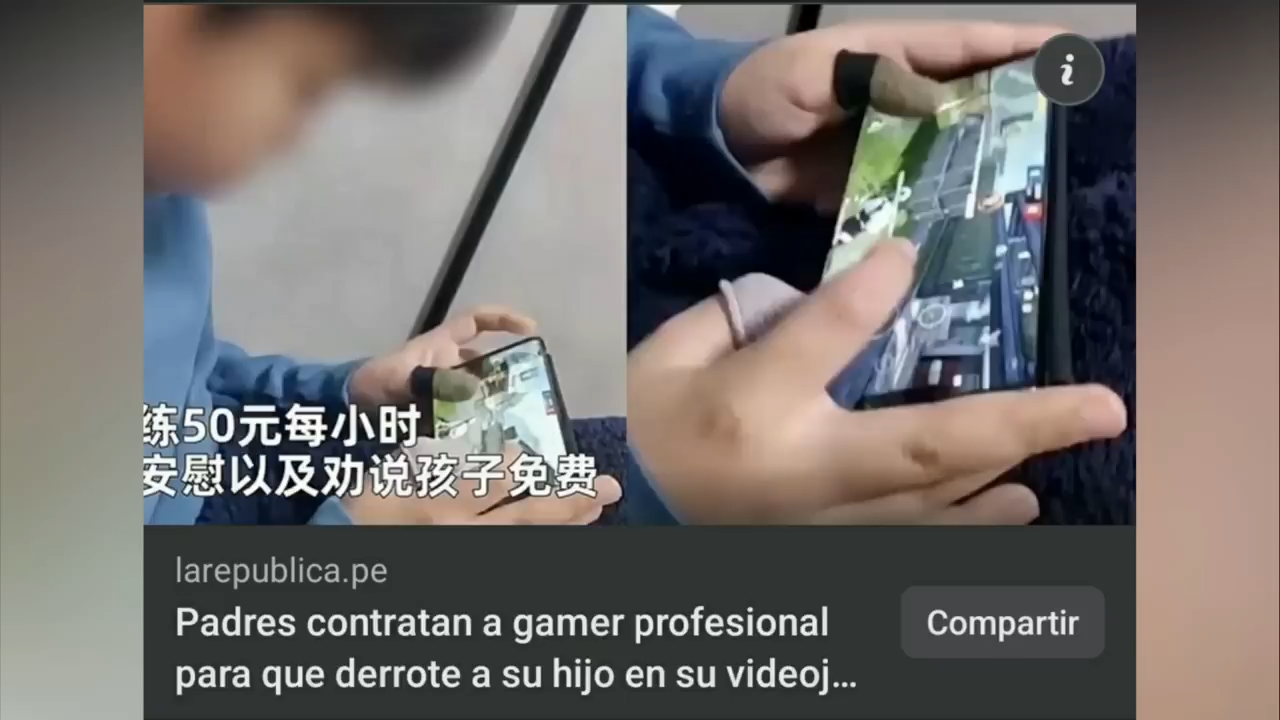 练50元每小时
安慰以及劝说孩子免费
larepublica.pe
Padres contratan a gamer profesional
para que derrote a su hijo en su videoj...
Compartir